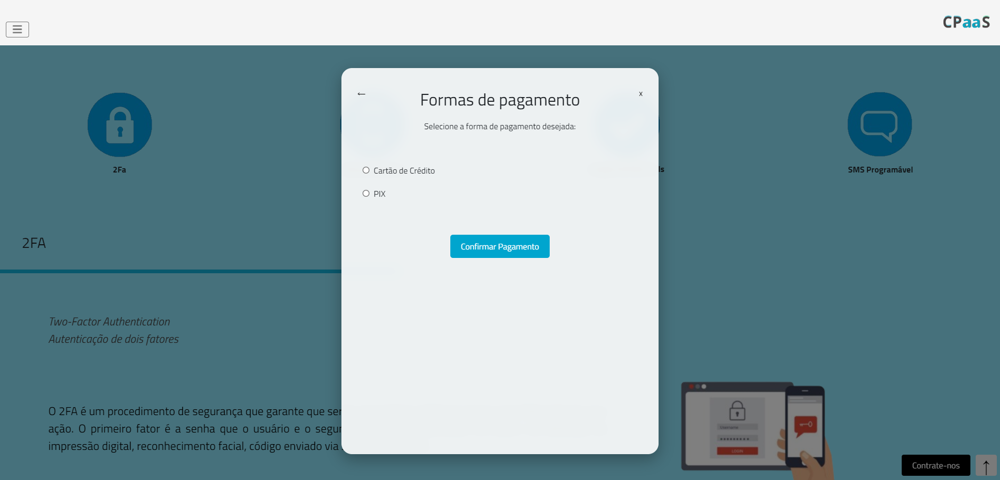 CPaaS
←
x
Formas de pagamento
Selecione a forma de pagamento desejada:
Cartão de Crédito
PIX
Confirmar Pagamento
2Fa
ls
SMS Programável
2FA
Two-Factor Authentication
Autenticação de dois fatores
O 2FA é um procedimento de segurança que garante que
ação. O primeiro fator é a senha que o usuário e o
impressão digital, reconhecimento facial, código enviado via
Username
LOGIN
Contrate-nos
↑